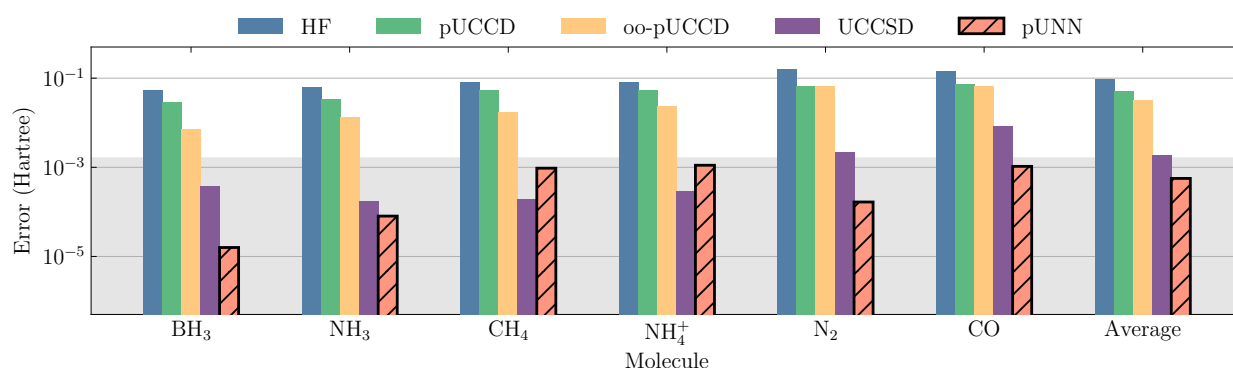 HF pUCCD oo-pUCCD UCCSD pUNN
Error (Hartree)
10⁻¹
10⁻³
10⁻⁵
BH₃ NH₃ CH₄ NH₄⁺ N₂ CO Average
Molecule